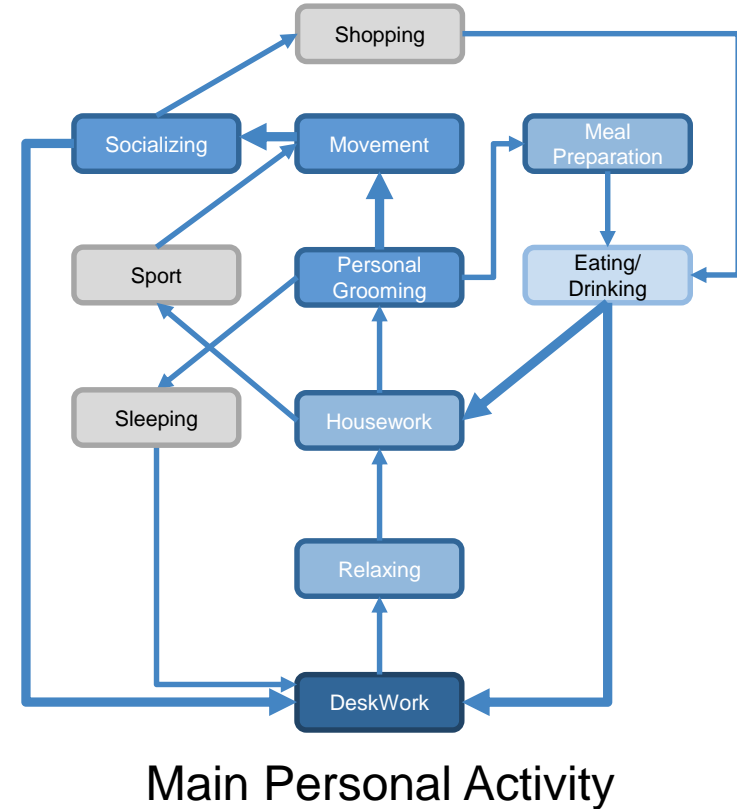 Shopping
Socializing
Movement
Meal
Preparation
Sport
Personal
Grooming
Eating/
Drinking
Sleeping
Housework
Relaxing
DeskWork
Main Personal Activity